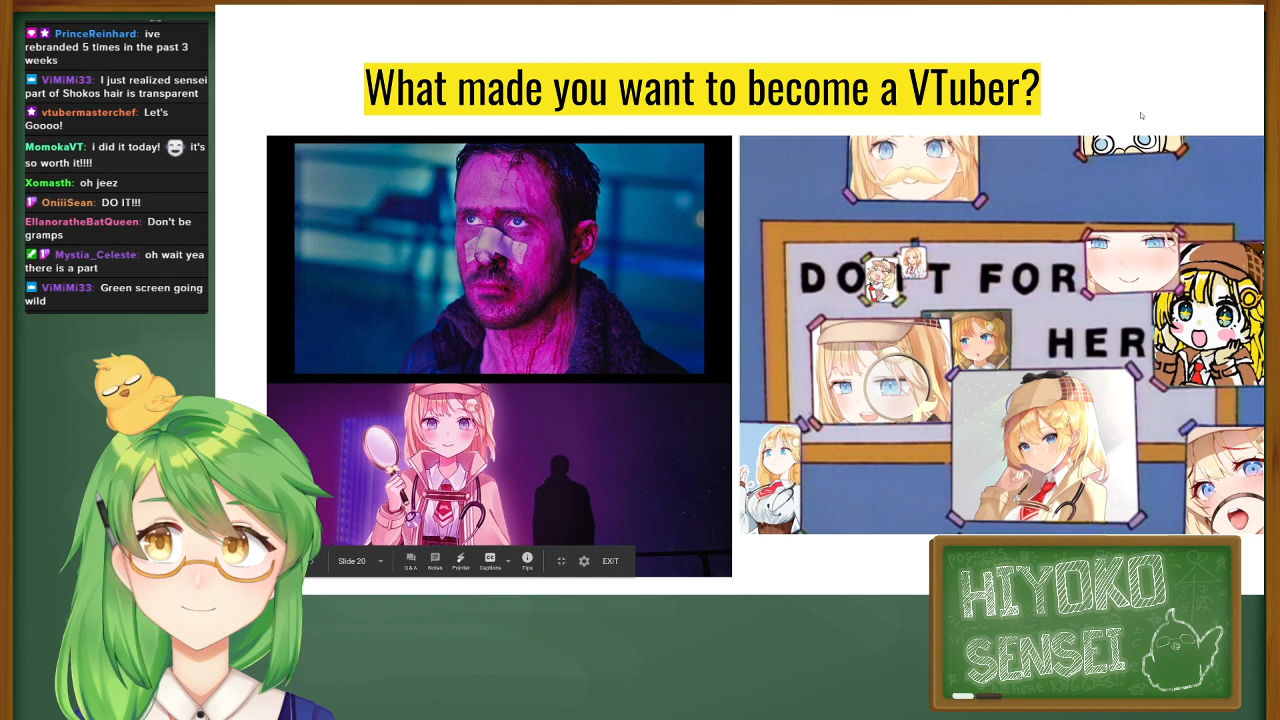 PrinceReinhard: ive
rebranded 5 times in the past 3
weeks
ViMiMi33: I just realized sensei
part of Shokos hair is transparent
vtubermasterchef: Let's
Goooo!
MomokaVT: i did it today! it's
so worth it!!!!
Xomasth: oh jeez
OniiiSean: DO IT!!!
EllanoratheBatQueen: Don't be
gramps
Mystia_Celeste: oh wait yea
there is a part
ViMiMi33: Green screen going
wild
What made you want to become a VTuber?
DO T FOR
HER
Slide 20
Q&A
Notes
Pointer
Captions
Tips
EXIT
HIYOKO
SENSEI